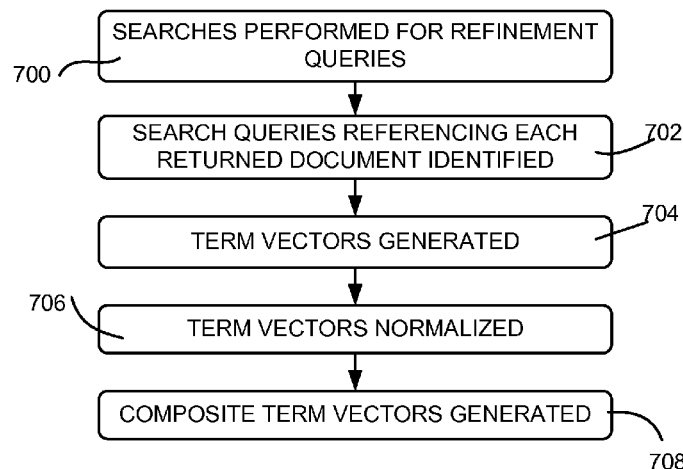 SEARCHES PERFORMED FOR REFINEMENT
QUERIES
700
SEARCH QUERIES REFERENCING EACH
RETURNED DOCUMENT IDENTIFIED
702
TERM VECTORS GENERATED
704
706
TERM VECTORS NORMALIZED
COMPOSITE TERM VECTORS GENERATED
708